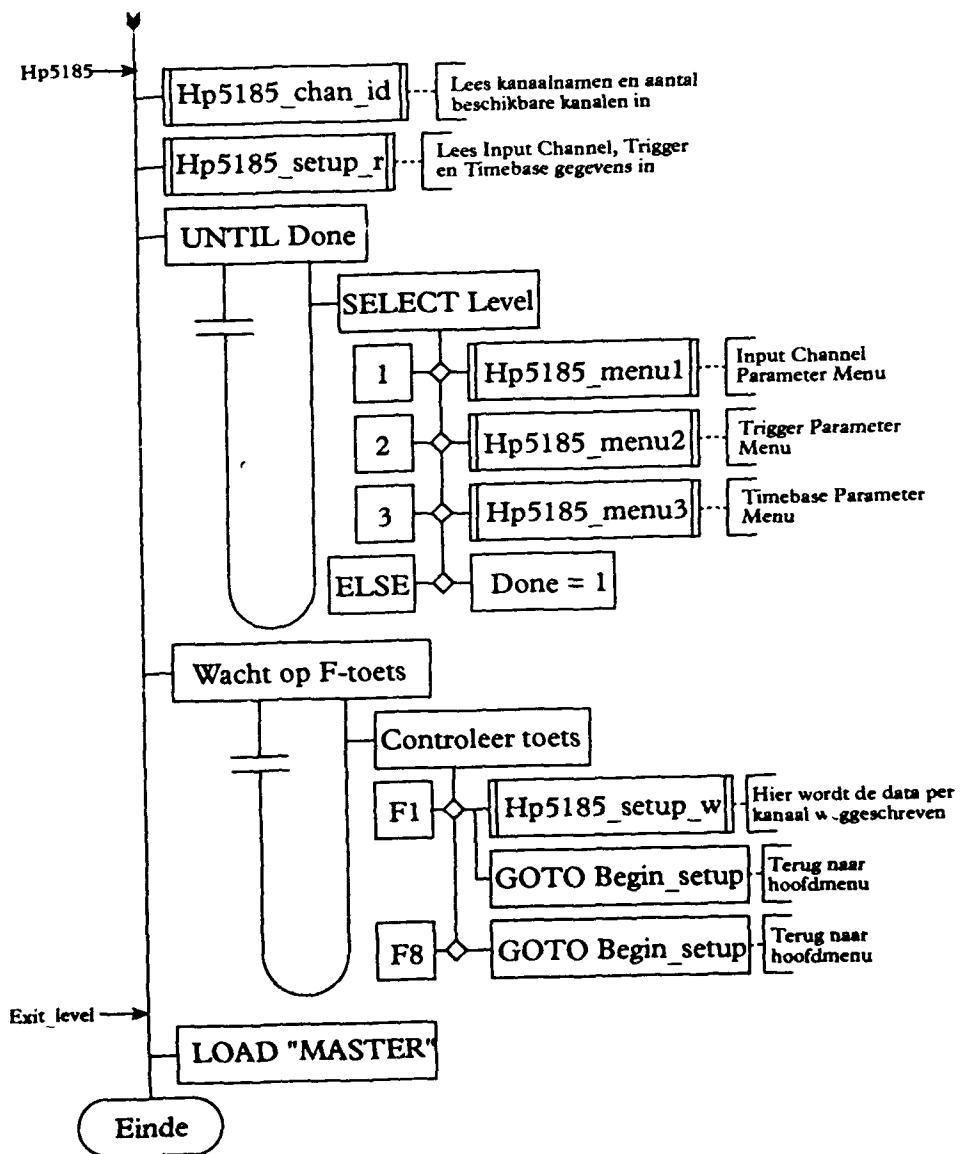 Hp5185
Hp5185_chan_id
Lees kanaalnamen en aantal
beschikbare kanalen in
Hp5185_setup_r
Lees Input Channel, Trigger
en Timebase gegevens in
UNTIL Done
SELECT Level
1
Hp5185_menu1
Input Channel
Parameter Menu
2
Hp5185_menu2
Trigger Parameter
Menu
3
Hp5185_menu3
Timebase Parameter
Menu
ELSE
Done = 1
Wacht op F-toets
Controleer toets
F1
Hp5185_setup_w
Hier wordt de data per
kanaal
GOTO Begin_setup
Terug naar
hoofdmenu
F8
GOTO Begin_setup
Terug naar
hoofdmenu
Exit_level
LOAD "MASTER"
Einde